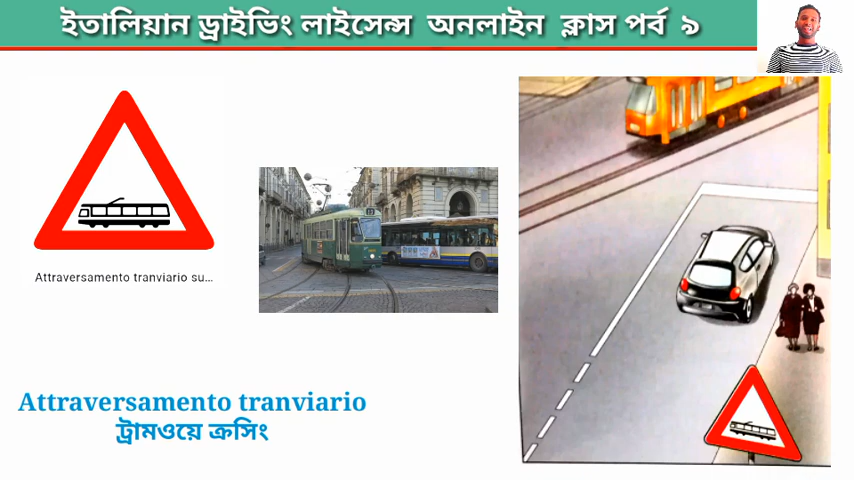 ইতালিয়ান ড্রাইভিং লাইসেন্স অনলাইন ক্লাস পর্ব ৯
Attraversamento tranviario su...
Attraversamento tranviario
ট্রামওয়ে ক্রসিং